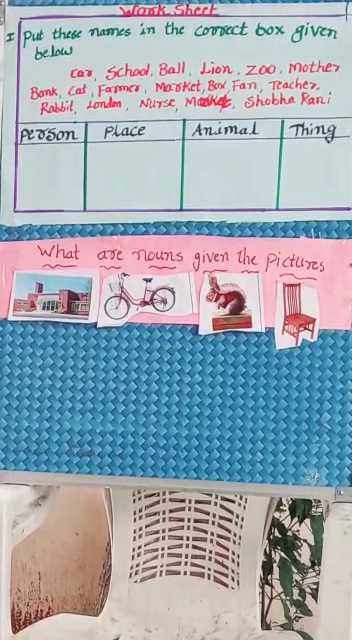 Work Sheet
I Put these names in the correct box given
below
Car, School, Ball, Lion, Zoo, Mother
Bank, Cat, Farmer, Market, Box, Fan, Teacher,
Rabbit, London, Nurse, Market, Shobha Rani
Person Place Animal Thing
What are nouns given the pictures